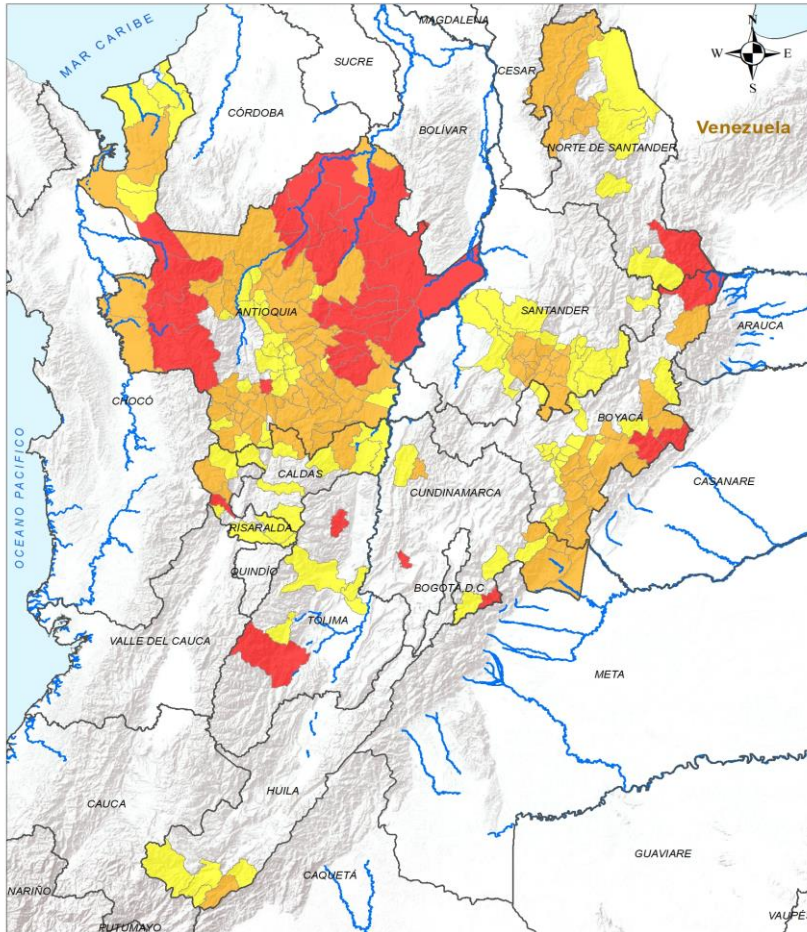 MAGDALENA
N
MAR CARIBE
SUCRE
CESAR
W E
S
CÓRDOBA
BOLÍVAR
Venezuela
NORTE DE SANTANDER
ANTIOQUIA
SANTANDER
ARAUCA
CHOCÓ
BOYACÁ
OCEANO PACIFICO
CALDAS
CUNDINAMARCA
CASANARE
RISARALDA
QUINDÍO
BOGOTÁ, D.C
TOLIMA
VALLE DEL CAUCA
META
HUILA
CAUCA
GUAVIARE
CAQUETÁ
NARIÑO
PUTUMAYO
VAUPÉS